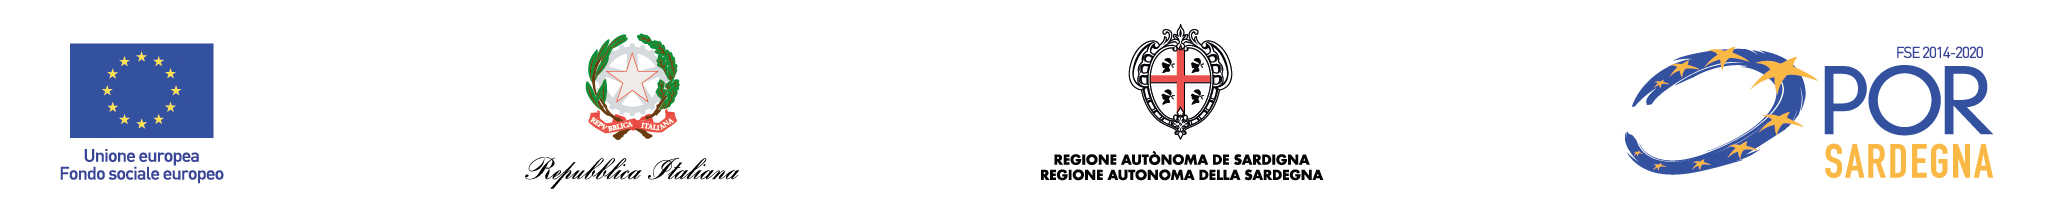 Unione europea
Fondo sociale europeo
REPVBBLICA ITALIANA
Repubblica Italiana
REGIONE AUTÒNOMA DE SARDIGNA
REGIONE AUTONOMA DELLA SARDEGNA
FSE 2014-2020
POR
SARDEGNA